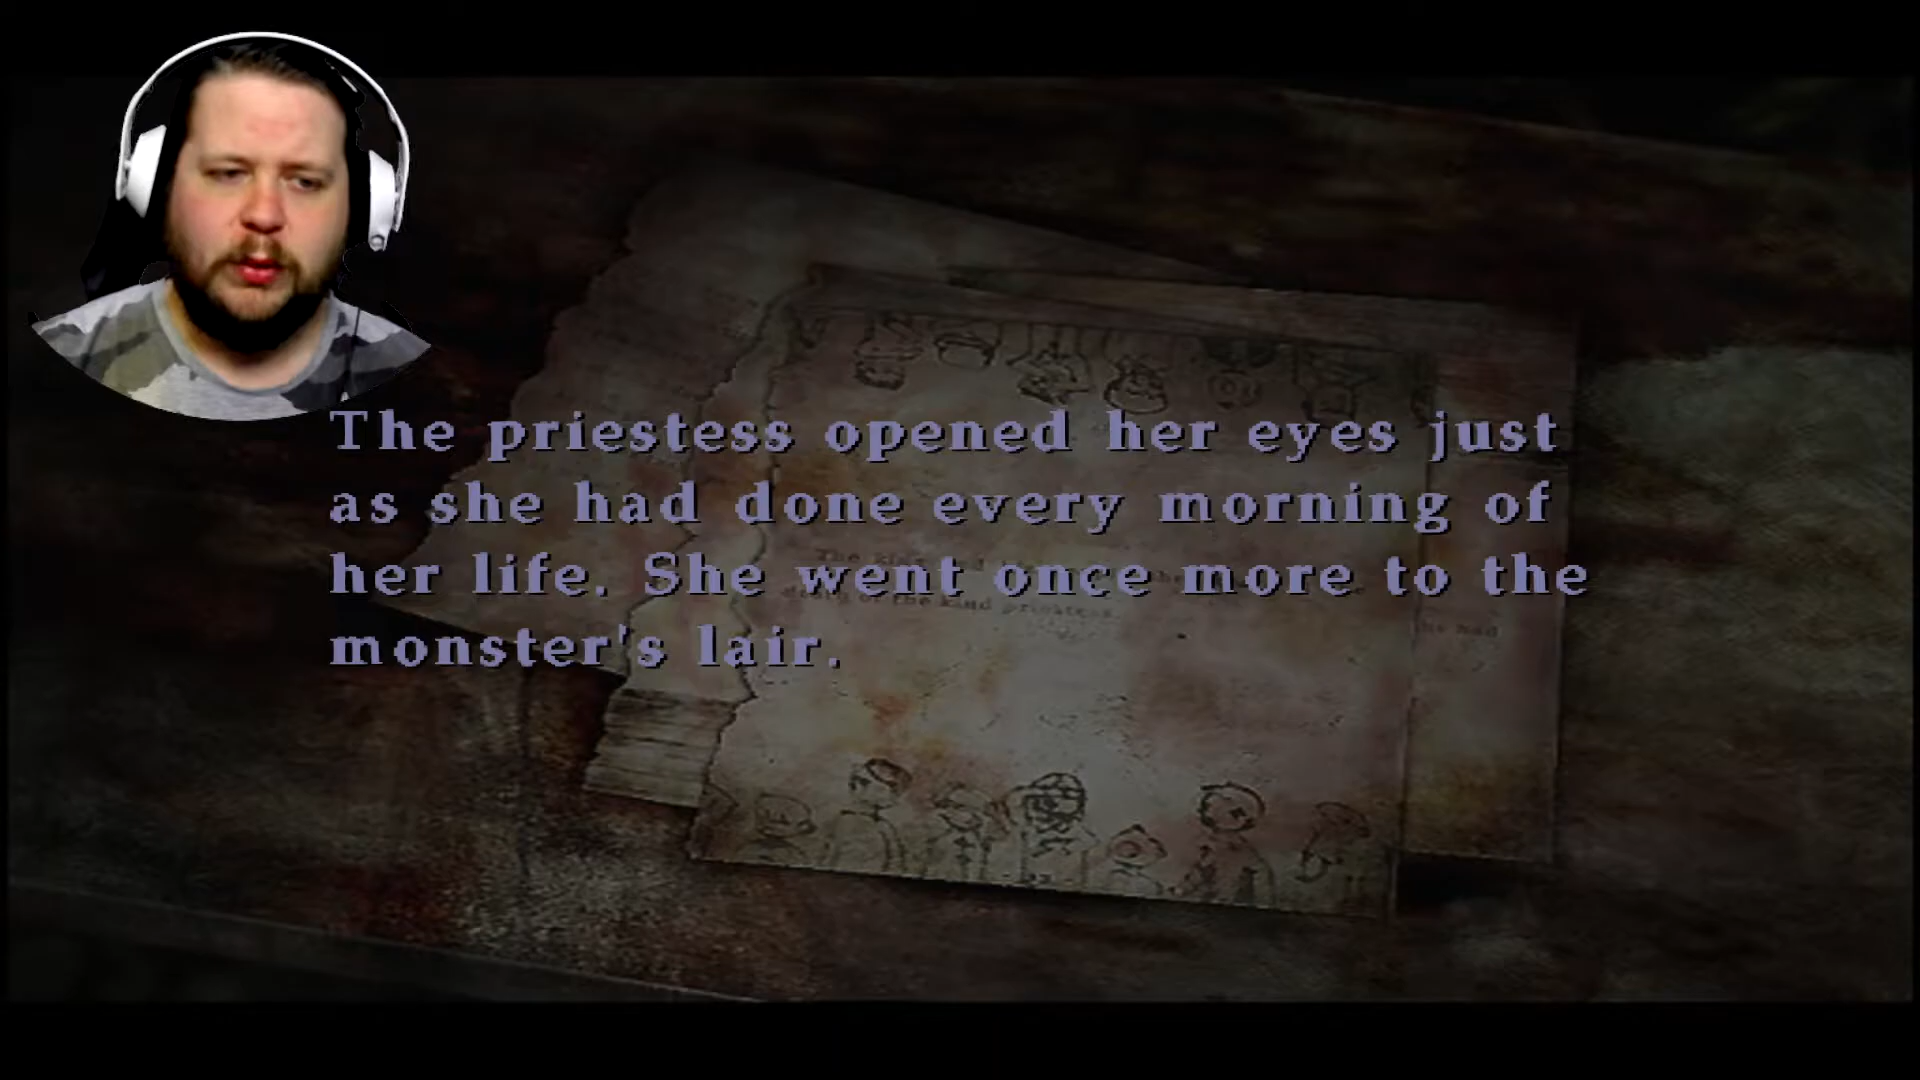 The priestess opened her eyes just
as she had done every morning of
her life. She went once more to the
monster's lair.